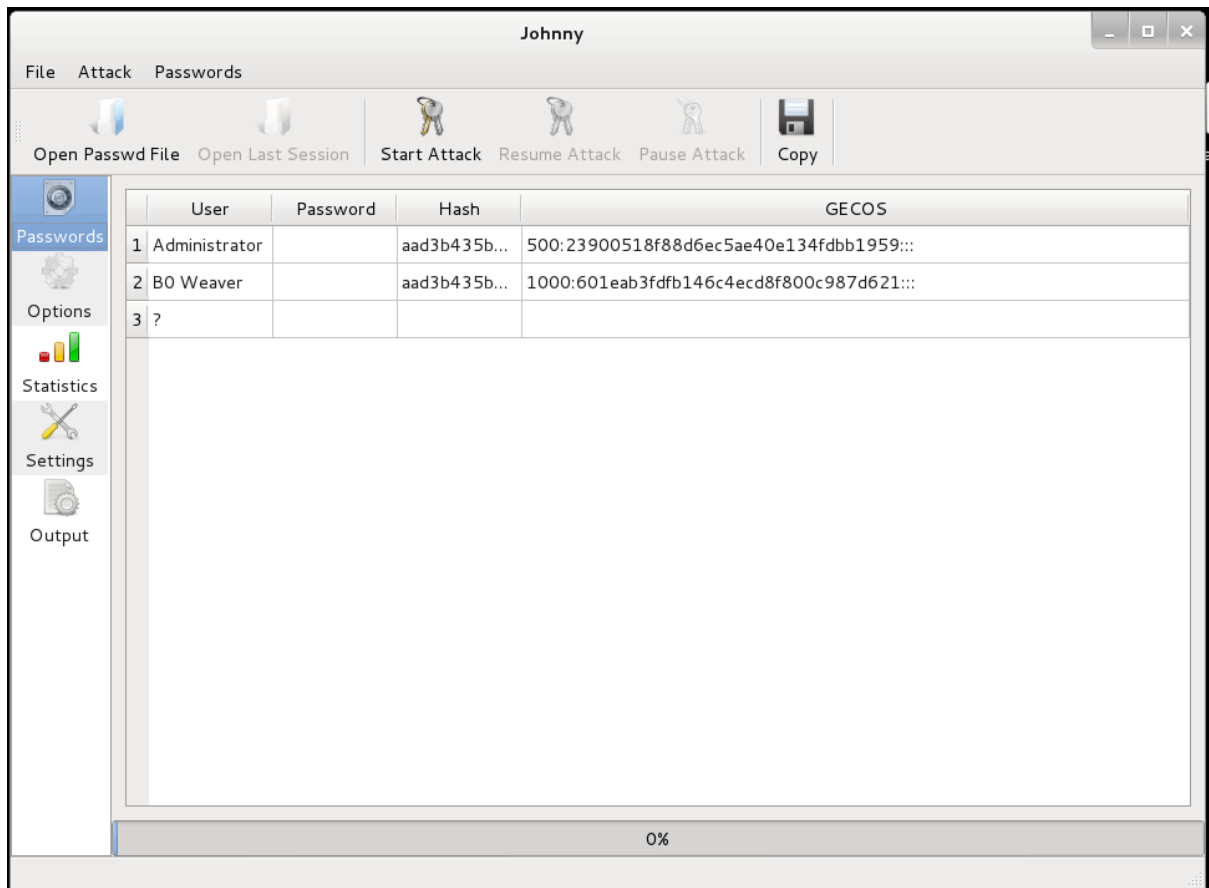 Johnny
File Attack Passwords
Open Passwd File Open Last Session Start Attack Resume Attack Pause Attack Copy
Passwords
Options
Statistics
Settings
Output
User Password Hash GECOS
1 Administrator aad3b435b... 500:23900518f88d6ec5ae40e134fdbb1959:::
2 B0 Weaver aad3b435b... 1000:601eab3fdfb146c4ecd8f800c987d621:::
3 ?
0%